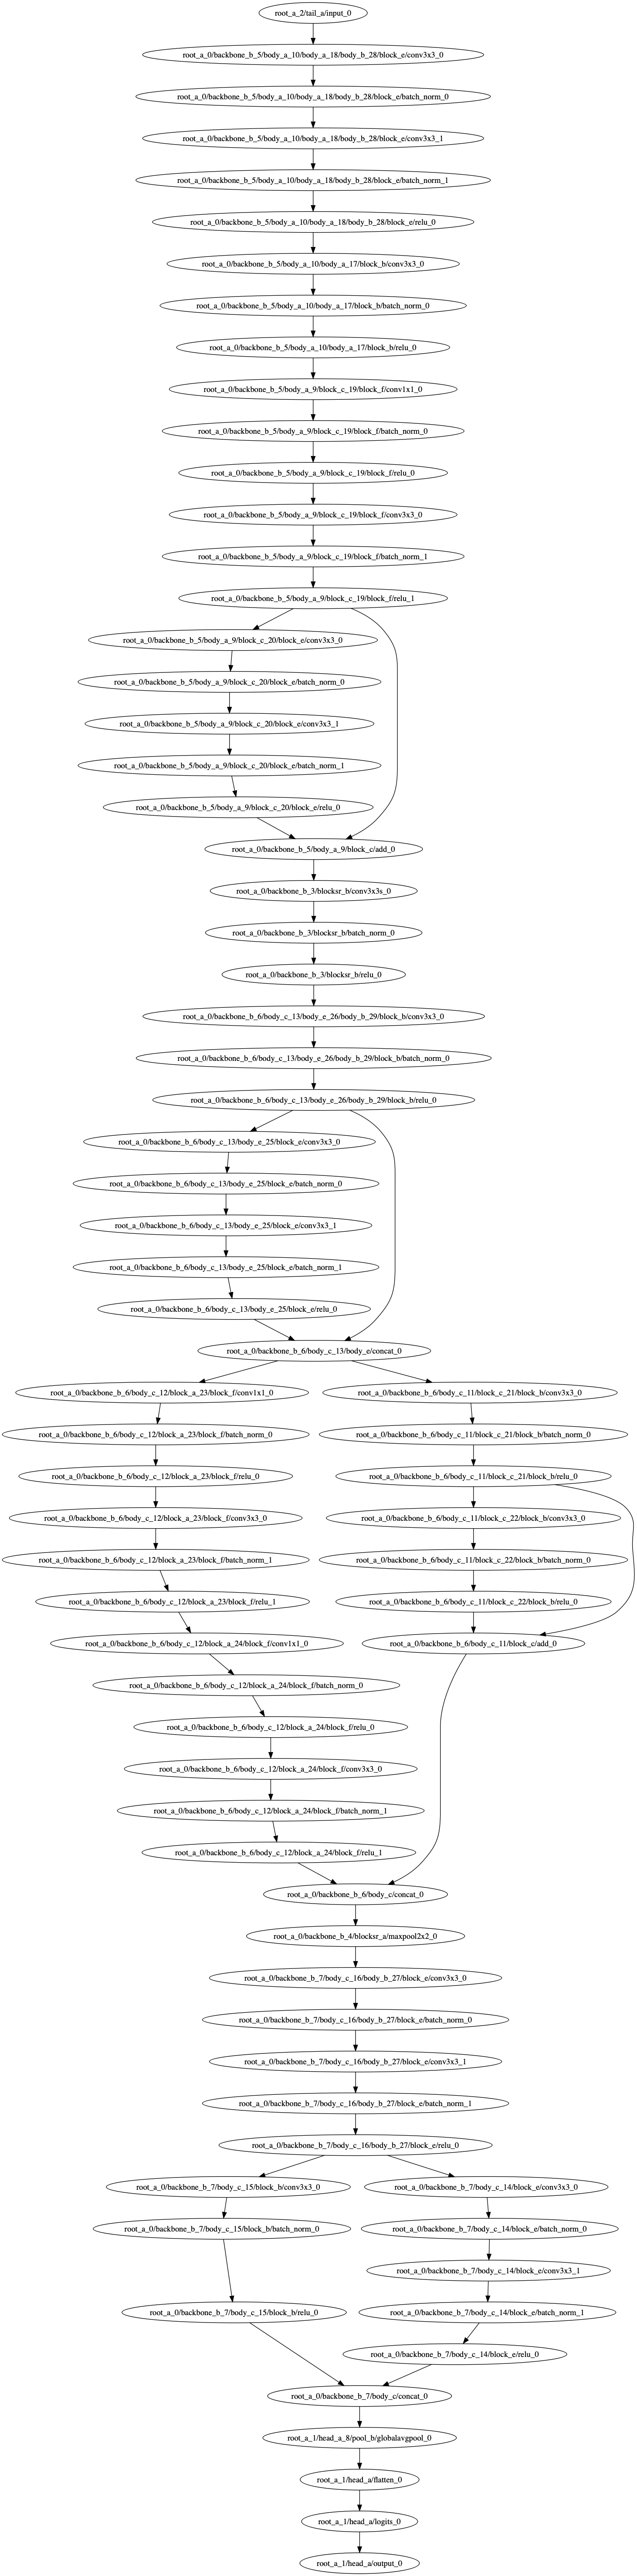 root_a_2/tail_a/input_0
root_a_0/backbone_b_5/body_a_10/body_a_18/body_b_28/block_e/conv3x3_0
root_a_0/backbone_b_5/body_a_10/body_a_18/body_b_28/block_e/batch_norm_0
root_a_0/backbone_b_5/body_a_10/body_a_18/body_b_28/block_e/conv3x3_1
root_a_0/backbone_b_5/body_a_10/body_a_18/body_b_28/block_e/batch_norm_1
root_a_0/backbone_b_5/body_a_10/body_a_18/body_b_28/block_e/relu_0
root_a_0/backbone_b_5/body_a_10/body_a_17/block_b/conv3x3_0
root_a_0/backbone_b_5/body_a_10/body_a_17/block_b/batch_norm_0
root_a_0/backbone_b_5/body_a_10/body_a_17/block_b/relu_0
root_a_0/backbone_b_5/body_a_9/block_c_19/block_f/conv1x1_0
root_a_0/backbone_b_5/body_a_9/block_c_19/block_f/batch_norm_0
root_a_0/backbone_b_5/body_a_9/block_c_19/block_f/relu_0
root_a_0/backbone_b_5/body_a_9/block_c_19/block_f/conv3x3_0
root_a_0/backbone_b_5/body_a_9/block_c_19/block_f/batch_norm_1
root_a_0/backbone_b_5/body_a_9/block_c_19/block_f/relu_1
root_a_0/backbone_b_5/body_a_9/block_c_20/block_e/conv3x3_0
root_a_0/backbone_b_5/body_a_9/block_c_20/block_e/batch_norm_0
root_a_0/backbone_b_5/body_a_9/block_c_20/block_e/conv3x3_1
root_a_0/backbone_b_5/body_a_9/block_c_20/block_e/batch_norm_1
root_a_0/backbone_b_5/body_a_9/block_c_20/block_e/relu_0
root_a_0/backbone_b_5/body_a_9/block_c/add_0
root_a_0/backbone_b_3/blocksr_b/conv3x3s_0
root_a_0/backbone_b_3/blocksr_b/batch_norm_0
root_a_0/backbone_b_3/blocksr_b/relu_0
root_a_0/backbone_b_6/body_c_13/body_e_26/body_b_29/block_b/conv3x3_0
root_a_0/backbone_b_6/body_c_13/body_e_26/body_b_29/block_b/batch_norm_0
root_a_0/backbone_b_6/body_c_13/body_e_26/body_b_29/block_b/relu_0
root_a_0/backbone_b_6/body_c_13/body_e_25/block_e/conv3x3_0
root_a_0/backbone_b_6/body_c_13/body_e_25/block_e/batch_norm_0
root_a_0/backbone_b_6/body_c_13/body_e_25/block_e/conv3x3_1
root_a_0/backbone_b_6/body_c_13/body_e_25/block_e/batch_norm_1
root_a_0/backbone_b_6/body_c_13/body_e_25/block_e/relu_0
root_a_0/backbone_b_6/body_c_13/body_e/concat_0
root_a_0/backbone_b_6/body_c_12/block_a_23/block_f/conv1x1_0
root_a_0/backbone_b_6/body_c_11/block_c_21/block_b/conv3x3_0
root_a_0/backbone_b_6/body_c_12/block_a_23/block_f/batch_norm_0
root_a_0/backbone_b_6/body_c_11/block_c_21/block_b/batch_norm_0
root_a_0/backbone_b_6/body_c_12/block_a_23/block_f/relu_0
root_a_0/backbone_b_6/body_c_11/block_c_21/block_b/relu_0
root_a_0/backbone_b_6/body_c_12/block_a_23/block_f/conv3x3_0
root_a_0/backbone_b_6/body_c_11/block_c_22/block_b/conv3x3_0
root_a_0/backbone_b_6/body_c_12/block_a_23/block_f/batch_norm_1
root_a_0/backbone_b_6/body_c_11/block_c_22/block_b/batch_norm_0
root_a_0/backbone_b_6/body_c_12/block_a_23/block_f/relu_1
root_a_0/backbone_b_6/body_c_11/block_c_22/block_b/relu_0
root_a_0/backbone_b_6/body_c_12/block_a_24/block_f/conv1x1_0
root_a_0/backbone_b_6/body_c_11/block_c/add_0
root_a_0/backbone_b_6/body_c_12/block_a_24/block_f/batch_norm_0
root_a_0/backbone_b_6/body_c_12/block_a_24/block_f/relu_0
root_a_0/backbone_b_6/body_c_12/block_a_24/block_f/conv3x3_0
root_a_0/backbone_b_6/body_c_12/block_a_24/block_f/batch_norm_1
root_a_0/backbone_b_6/body_c_12/block_a_24/block_f/relu_1
root_a_0/backbone_b_6/body_c/concat_0
root_a_0/backbone_b_4/blocksr_a/maxpool2x2_0
root_a_0/backbone_b_7/body_c_16/body_b_27/block_e/conv3x3_0
root_a_0/backbone_b_7/body_c_16/body_b_27/block_e/batch_norm_0
root_a_0/backbone_b_7/body_c_16/body_b_27/block_e/conv3x3_1
root_a_0/backbone_b_7/body_c_16/body_b_27/block_e/batch_norm_1
root_a_0/backbone_b_7/body_c_16/body_b_27/block_e/relu_0
root_a_0/backbone_b_7/body_c_15/block_b/conv3x3_0
root_a_0/backbone_b_7/body_c_14/block_e/conv3x3_0
root_a_0/backbone_b_7/body_c_15/block_b/batch_norm_0
root_a_0/backbone_b_7/body_c_14/block_e/batch_norm_0
root_a_0/backbone_b_7/body_c_14/block_e/conv3x3_1
root_a_0/backbone_b_7/body_c_15/block_b/relu_0
root_a_0/backbone_b_7/body_c_14/block_e/batch_norm_1
root_a_0/backbone_b_7/body_c_14/block_e/relu_0
root_a_0/backbone_b_7/body_c/concat_0
root_a_1/head_a_8/pool_b/globalavgpool_0
root_a_1/head_a/flatten_0
root_a_1/head_a/logits_0
root_a_1/head_a/output_0